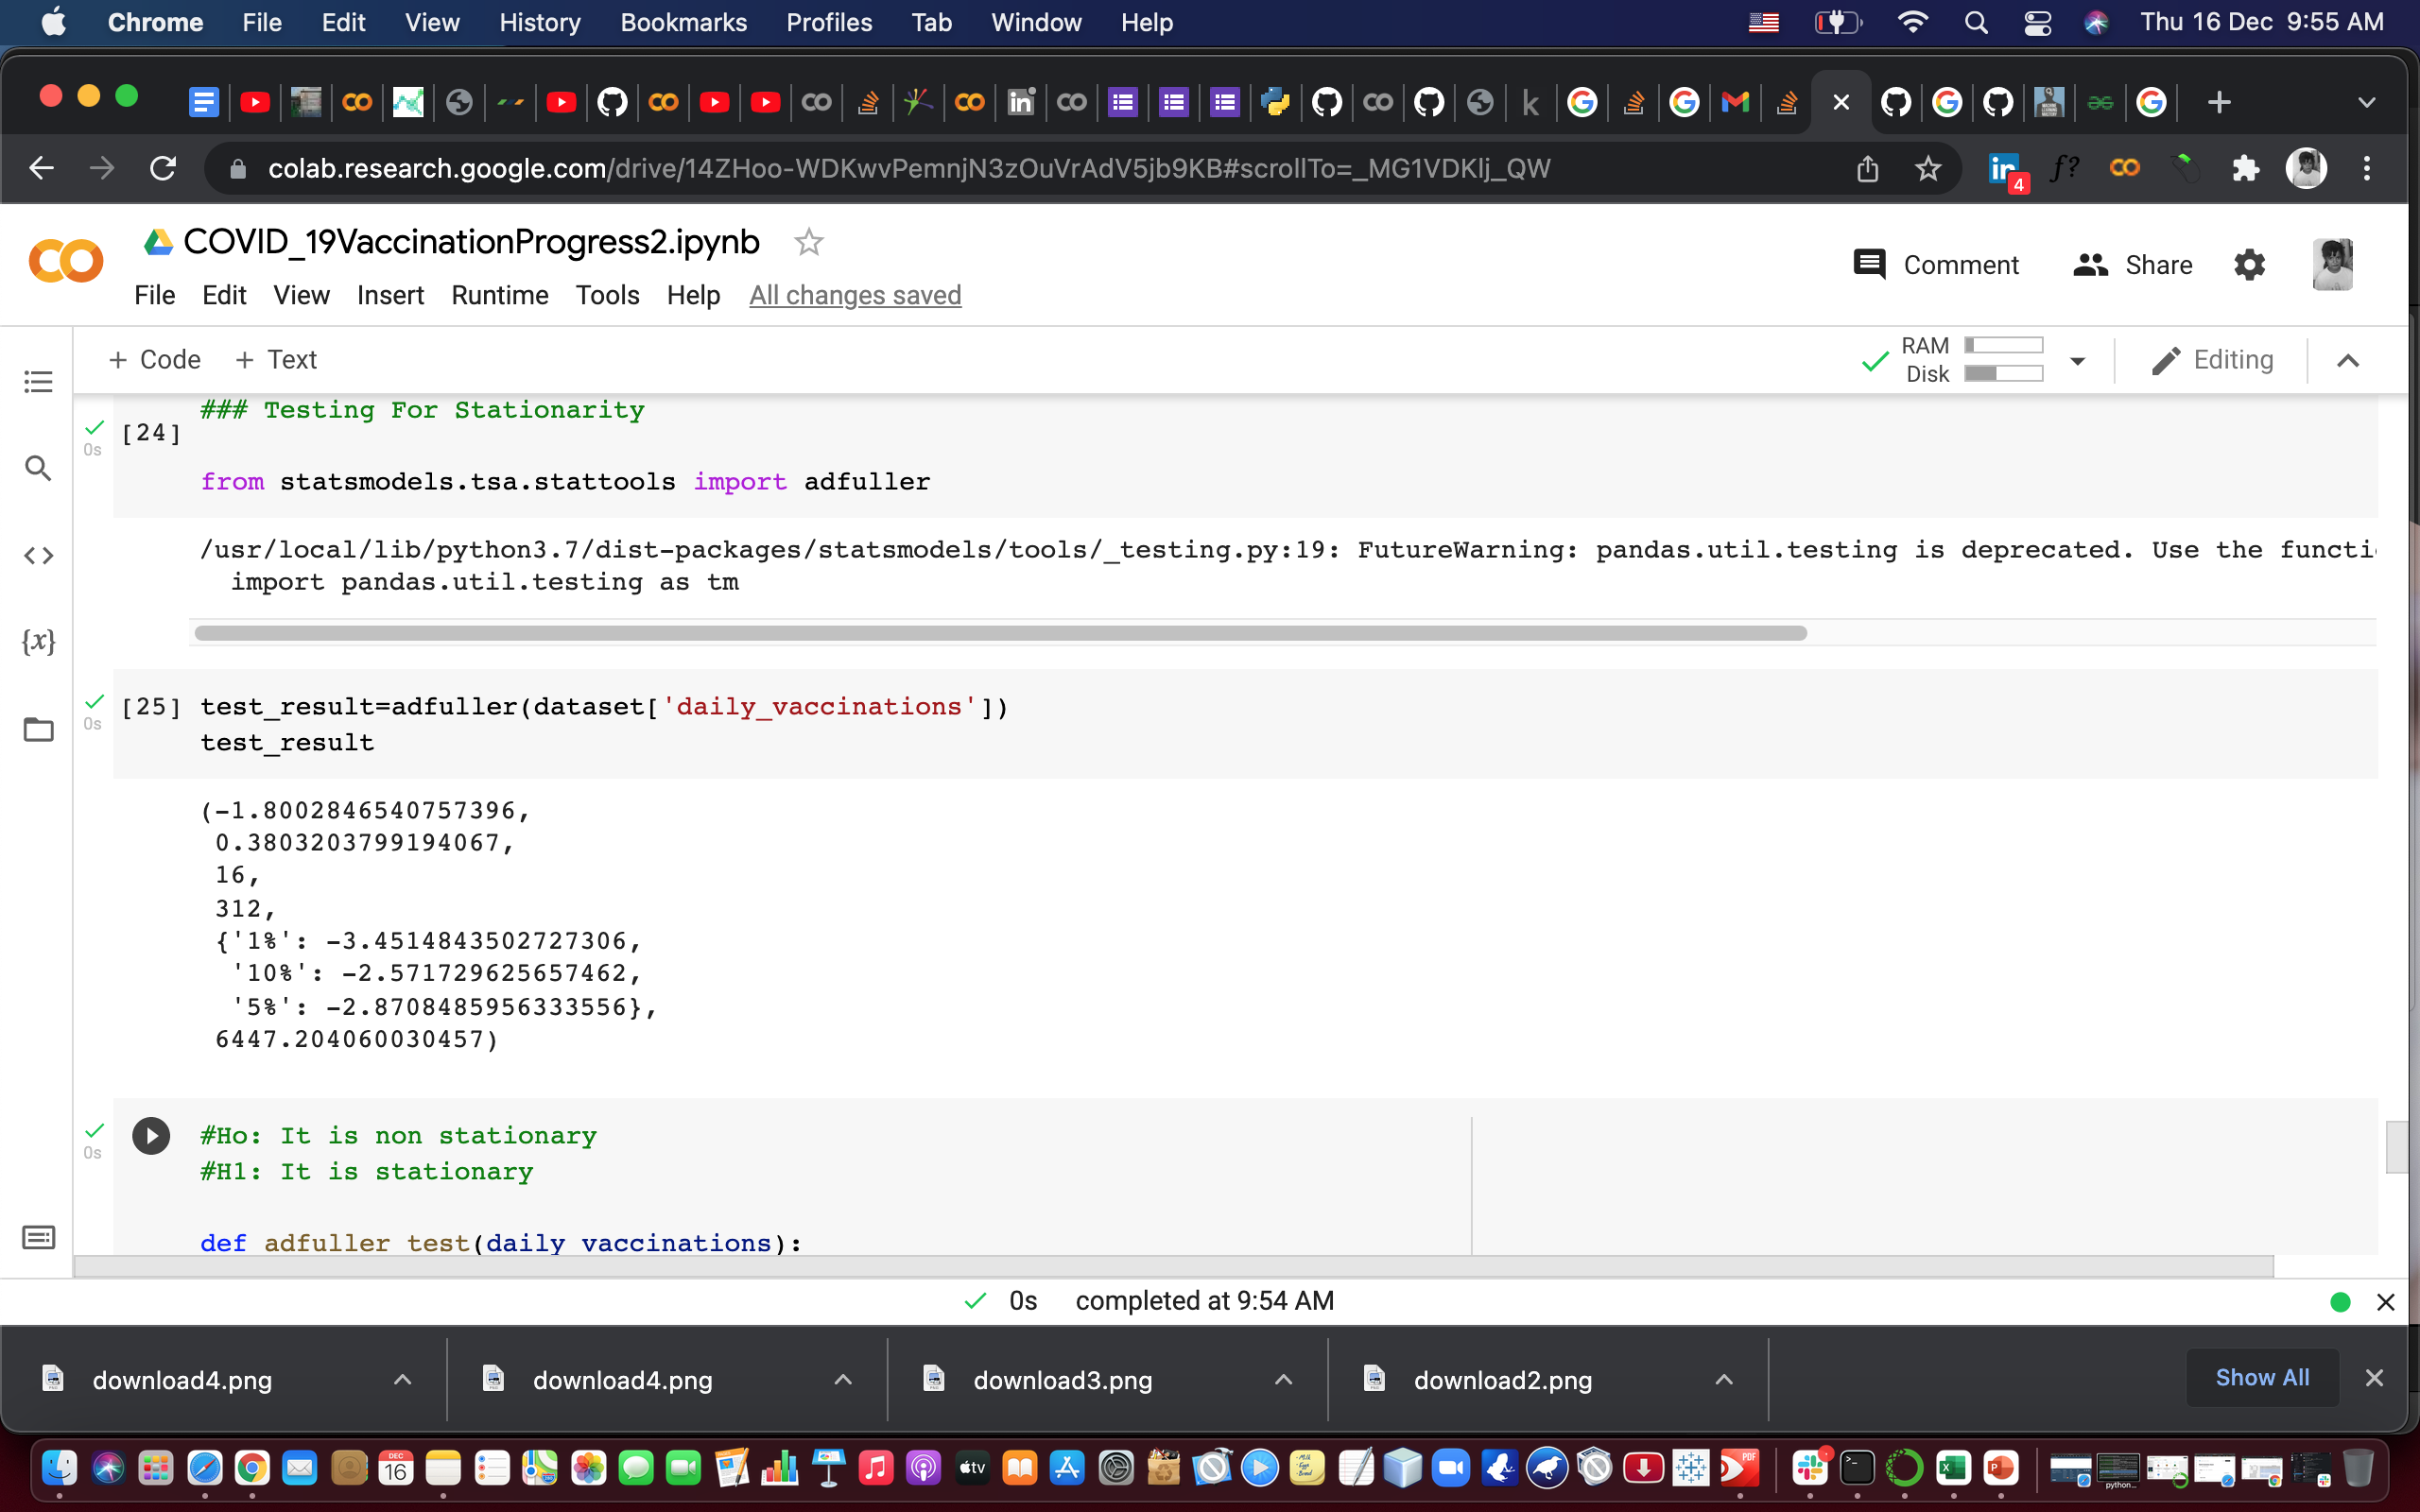 Chrome File Edit View History Bookmarks Profiles Tab Window Help Thu 16 Dec 9:55 AM
colab.research.google.com/drive/14ZHoo-WDKwvPemnjN3zOuVrAdV5jb9KB#scrollTo=_MG1VDKlj_QW
4
COVID_19VaccinationProgress2.ipynb
Comment Share
File Edit View Insert Runtime Tools Help All changes saved
+ Code + Text
RAM
Disk
Editing
### Testing For Stationarity
[24]
0s
from statsmodels.tsa.stattools import adfuller
/usr/local/lib/python3.7/dist-packages/statsmodels/tools/_testing.py:19: FutureWarning: pandas.util.testing is deprecated. Use the functi
import pandas.util.testing as tm
[25] test_result=adfuller(dataset['daily_vaccinations'])
0s
test_result
(-1.8002846540757396,
0.3803203799194067,
16,
312,
{'1%': -3.4514843502727306,
'10%': -2.571729625657462,
'5%': -2.8708485956333556},
6447.204060030457)
#Ho: It is non stationary
0s
#H1: It is stationary
def adfuller_test(daily_vaccinations):
0s completed at 9:54 AM
download4.png download4.png download3.png download2.png Show All
DEC
16
tv
PDF
python...